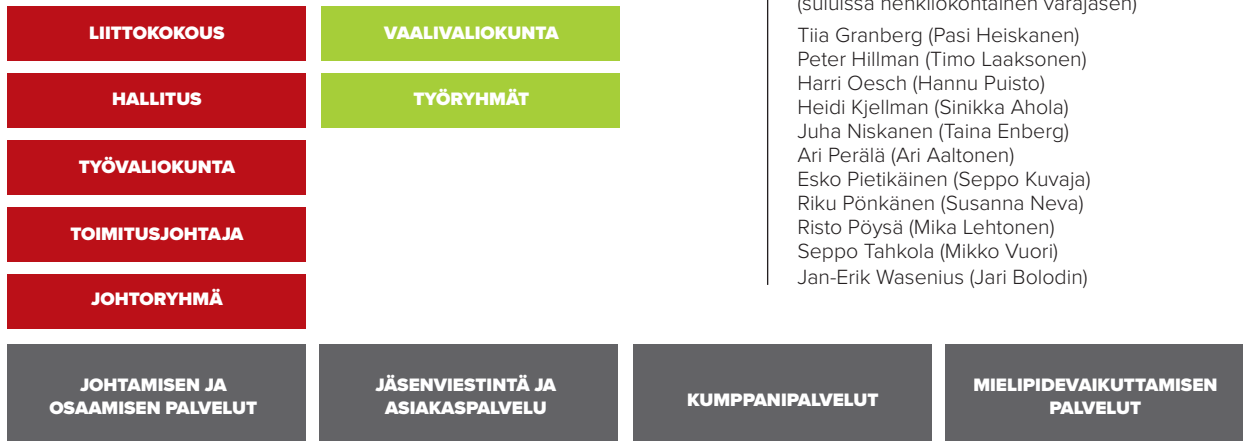 LIITTOKOKOUS
HALLITUS
TYÖVALIOKUNTA
TOIMITUSJOHTAJA
JOHTORYHMÄ
VAALIVALIOKUNTA
TYÖRYHMÄT
(suluissa henkilökohtainen varajäsen)
Tiia Granberg (Pasi Heiskanen)
Peter Hillman (Timo Laaksonen)
Harri Oesch (Hannu Puisto)
Heidi Kjellman (Sinikka Ahola)
Juha Niskanen (Taina Enberg)
Ari Perälä (Ari Aaltonen)
Esko Pietikäinen (Seppo Kuvaja)
Riku Pönkänen (Susanna Neva)
Risto Pöysä (Mika Lehtonen)
Seppo Tahkola (Mikko Vuori)
Jan-Erik Wasenius (Jari Bolodin)
JOHTAMISEN JA
OSAAMISEN PALVELUT
JÄSENVIESTINTÄ JA
ASIAKASPALVELU
KUMPPANIPALVELUT
MIELIPIDEVAIKUTTAMISEN
PALVELUT